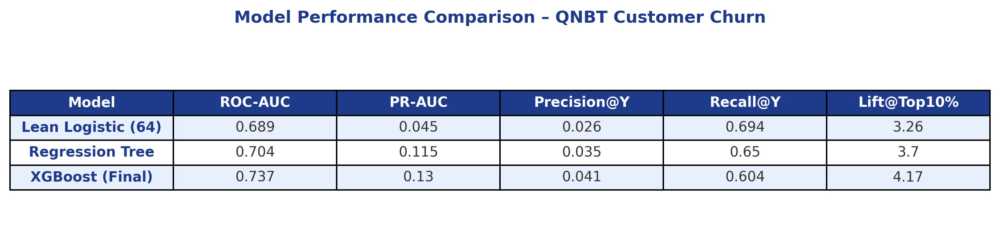 Model Performance Comparison – QNBT Customer Churn
Model ROC-AUC PR-AUC Precision@Y Recall@Y Lift@Top10%
Lean Logistic (64) 0.689 0.045 0.026 0.694 3.26
Regression Tree 0.704 0.115 0.035 0.65 3.7
XGBoost (Final) 0.737 0.13 0.041 0.604 4.17